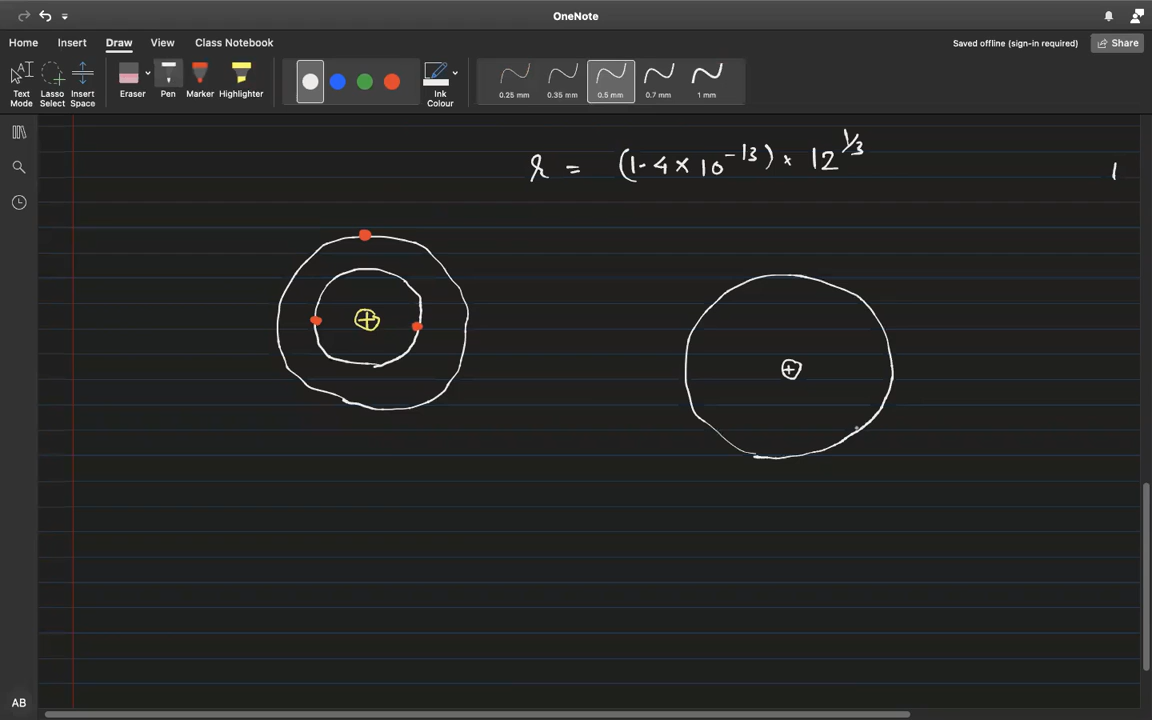 OneNote
Home Insert Draw View Class Notebook
Saved offline (sign-in required) Share
Text Mode Lasso Select Insert Space Eraser Pen Marker Highlighter Ink Colour 0.25 mm 0.35 mm 0.5 mm 0.7 mm 1 mm
r = (1.4 × 10^-13) × 12^1/3
1
+
+
AB